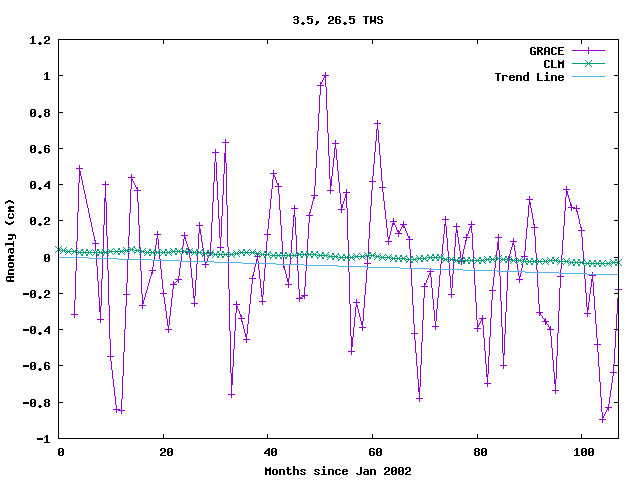 3.5, 26.5 TWS
GRACE
CLM
Trend Line
1.2
1
0.8
0.6
0.4
0.2
0
-0.2
-0.4
-0.6
-0.8
-1
Anomaly (cm)
0 20 40 60 80 100
Months since Jan 2002